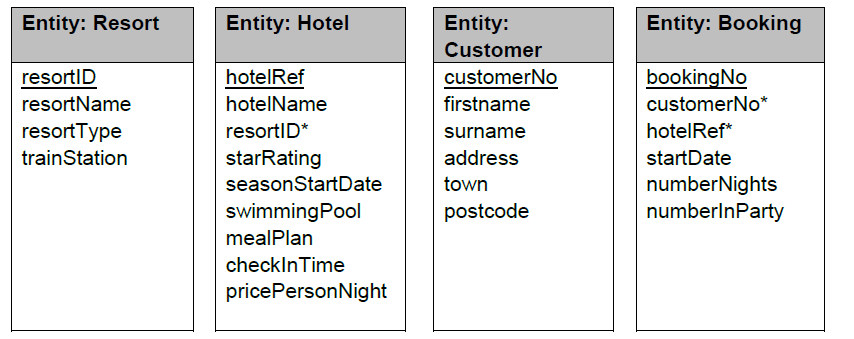 Entity: Resort
resortID
resortName
resortType
trainStation
Entity: Hotel
hotelRef
hotelName
resortID*
starRating
seasonStartDate
swimmingPool
mealPlan
checkInTime
pricePersonNight
Entity:
Customer
customerNo
firstname
surname
address
town
postcode
Entity: Booking
bookingNo
customerNo*
hotelRef*
startDate
numberNights
numberInParty